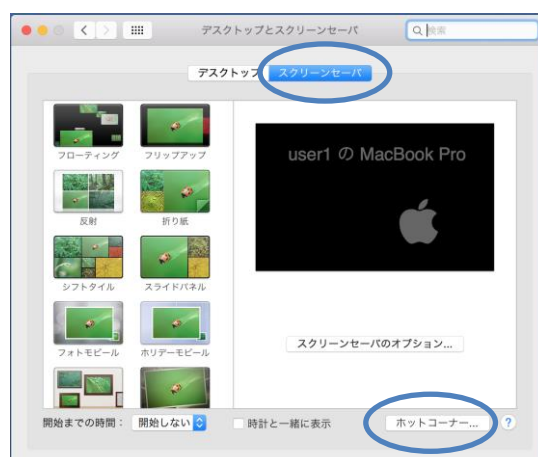 デスクトップとスクリーンセーバ
検索
デスクトップ
スクリーンセーバ
フローティング
フリップアップ
反射
折り紙
シフトタイル
スライドパネル
フォトモビール
ホリデーモビール
user1 の MacBook Pro
スクリーンセーバのオプション...
開始までの時間：
開始しない
時計と一緒に表示
ホットコーナー...
?